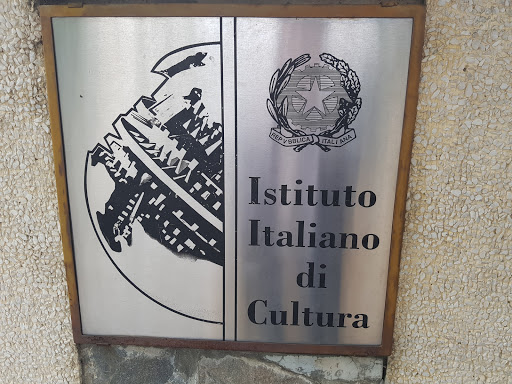 REPVBBLICA ITALIANA
Istituto
Italiano
di
Cultura